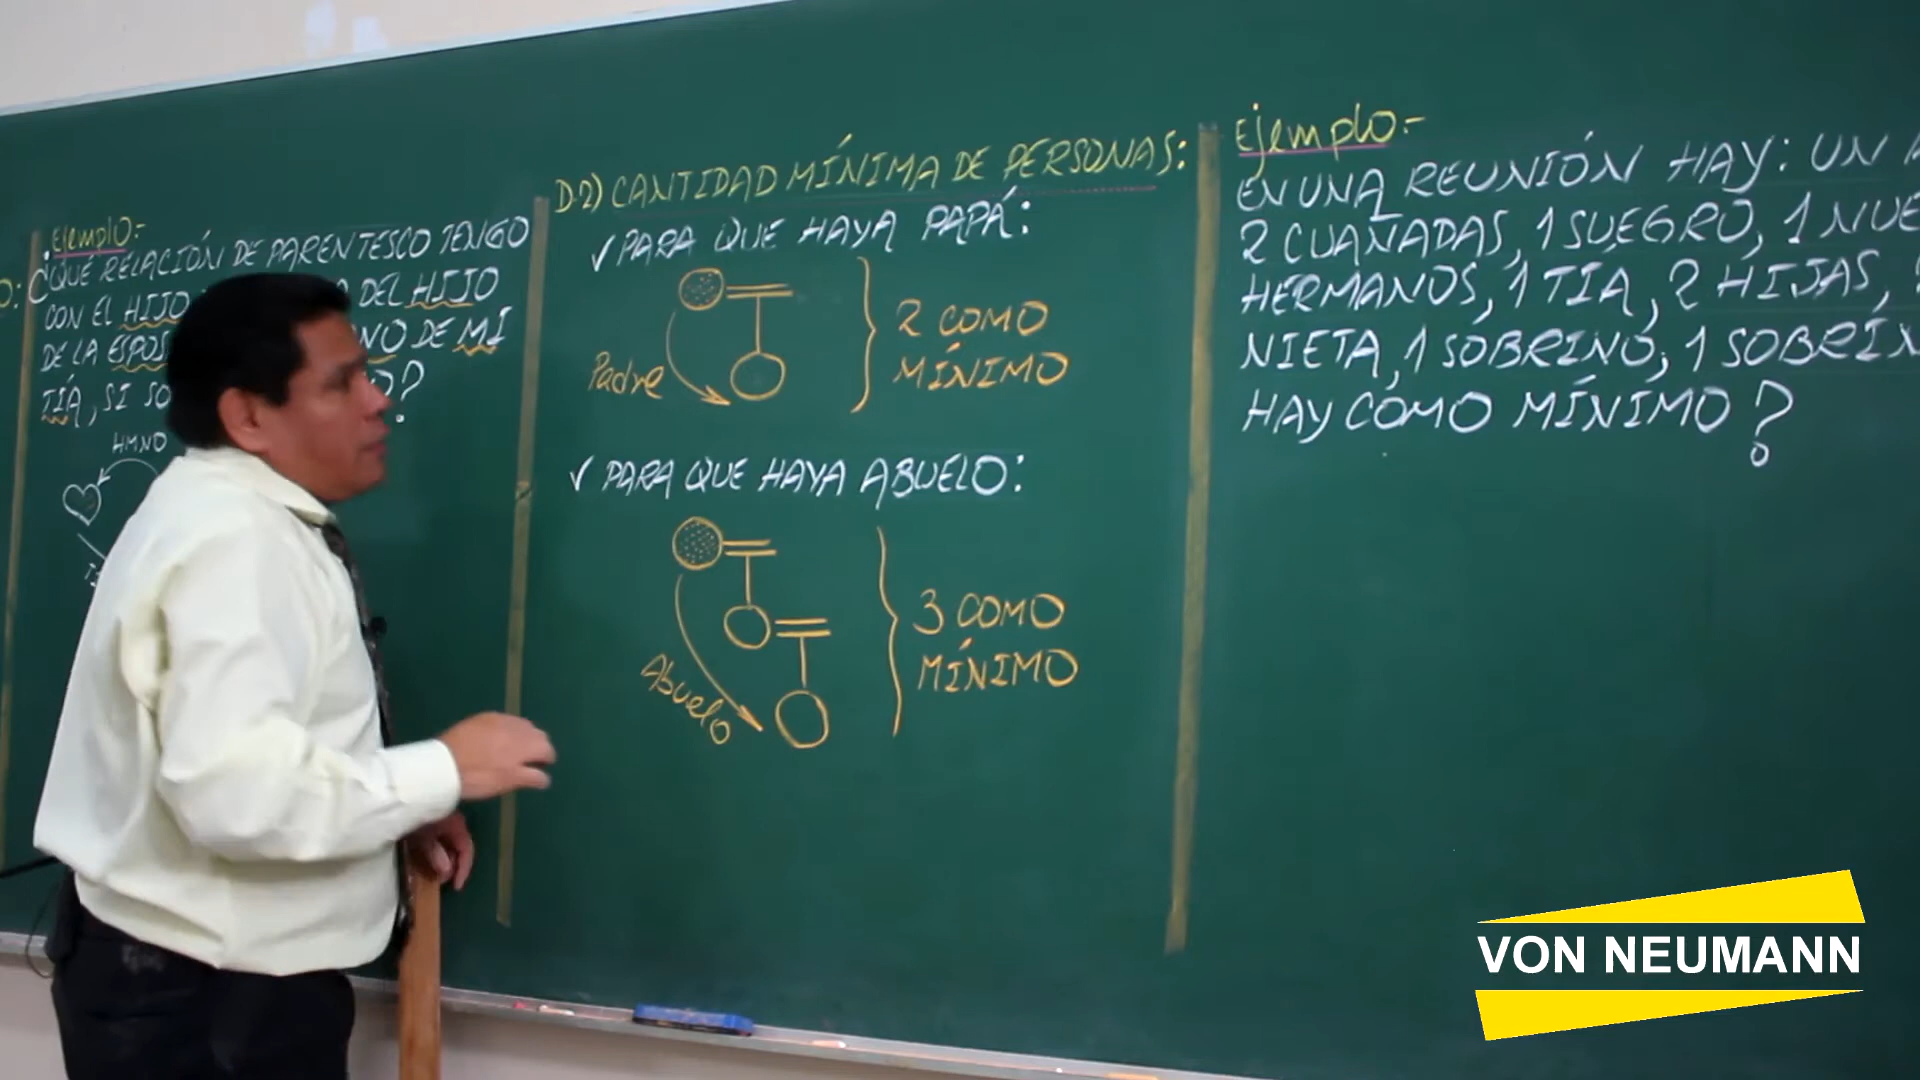 Ejemplo:-
¿QUÉ RELACIÓN DE PARENTESCO TENGO
CON EL HIJO DEL HIJO
DE LA DE MI
TÍA, SI
HMNO
D.2) CANTIDAD MÍNIMA DE PERSONAS:
✓ PARA QUE HAYA PAPÁ:
Padre
2 COMO
MÍNIMO
✓ PARA QUE HAYA ABUELO:
Abuelo
3 COMO
MÍNIMO
Ejemplo:-
EN UNA REUNIÓN HAY: UN
2 CUÑADAS, 1 SUEGRO, 1
HERMANOS, 1 TÍA, 2 HIJAS,
NIETA, 1 SOBRINO, 1
HAY COMO MÍNIMO?
VON NEUMANN